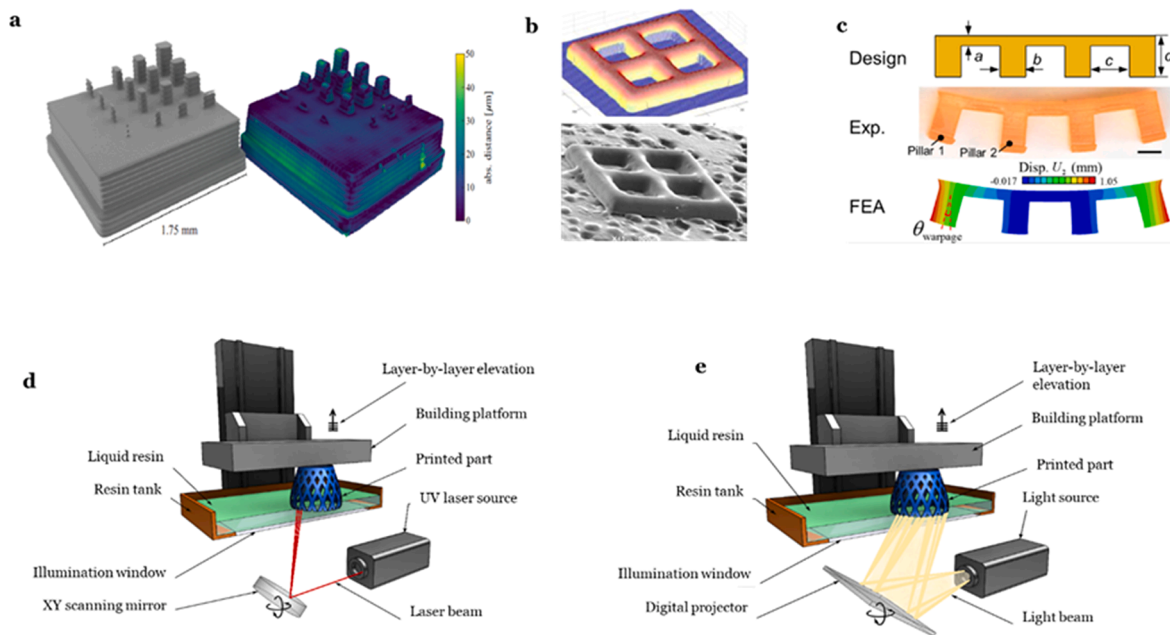 a
50
40
30
20
10
0
abs. distance [μm]
1.75 mm
b
c
Design
a
b
c
d
Exp.
Pillar 1
Pillar 2
Disp. U2 (mm)
-0.017
1.05
FEA
θwarpage
d
Layer-by-layer elevation
Building platform
Liquid resin
Printed part
Resin tank
UV laser source
Illumination window
XY scanning mirror
Laser beam
e
Layer-by-layer
elevation
Building platform
Liquid resin
Printed part
Resin tank
Light source
Illumination window
Digital projector
Light beam